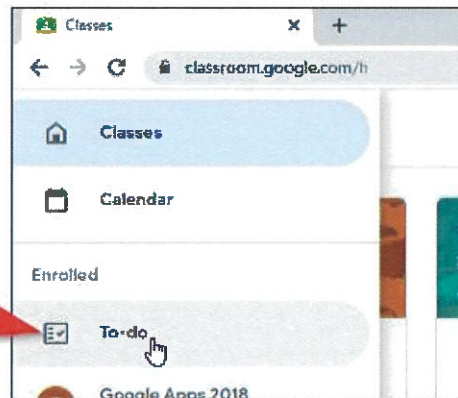 Classes
classroom.google.com/h
Classes
Calendar
Enrolled
To-do
Google Apps 2018